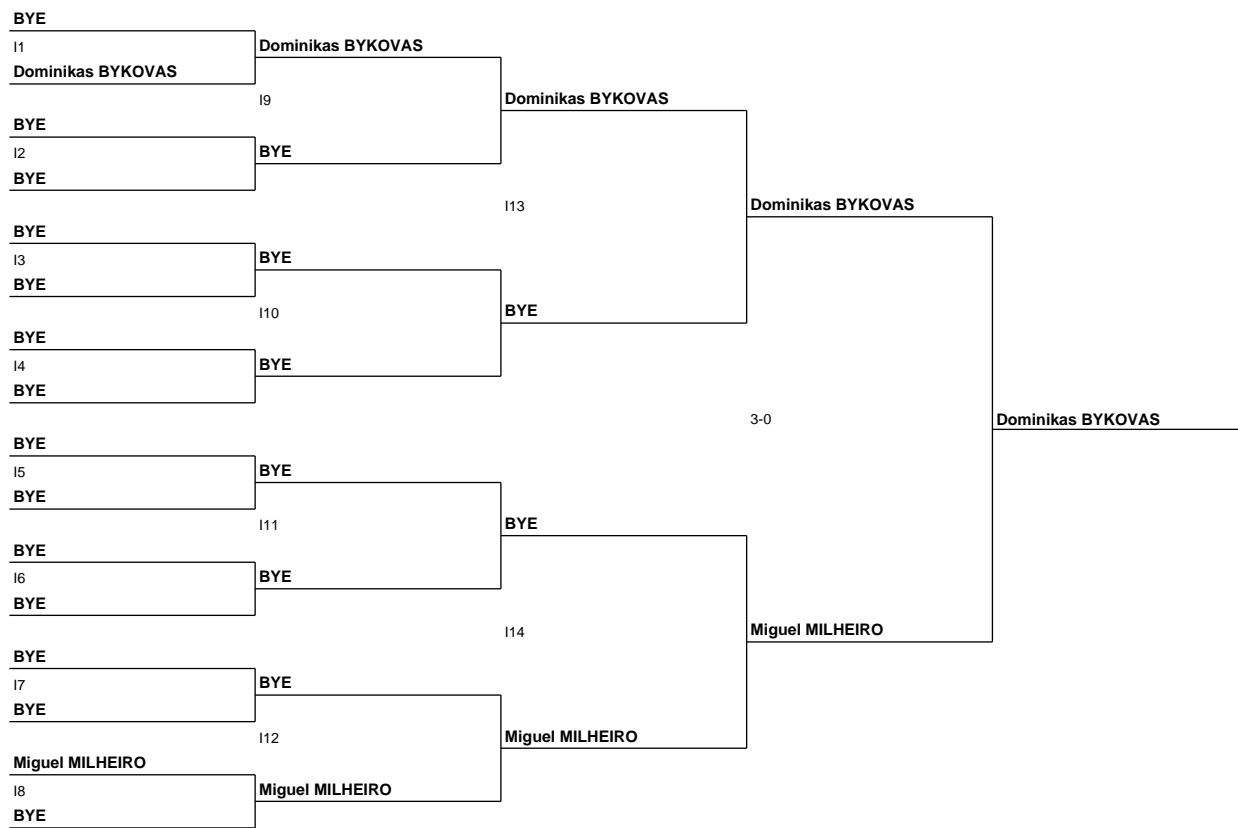 BYE
I1
Dominikas BYKOVAS
Dominikas BYKOVAS
I9
Dominikas BYKOVAS
BYE
I2
BYE
BYE
I13
Dominikas BYKOVAS
BYE
I3
BYE
BYE
I10
BYE
BYE
I4
BYE
BYE
3-0
Dominikas BYKOVAS
BYE
I5
BYE
BYE
I11
BYE
BYE
I6
BYE
BYE
I14
Miguel MILHEIRO
BYE
I7
BYE
BYE
I12
Miguel MILHEIRO
Miguel MILHEIRO
I8
BYE
Miguel MILHEIRO